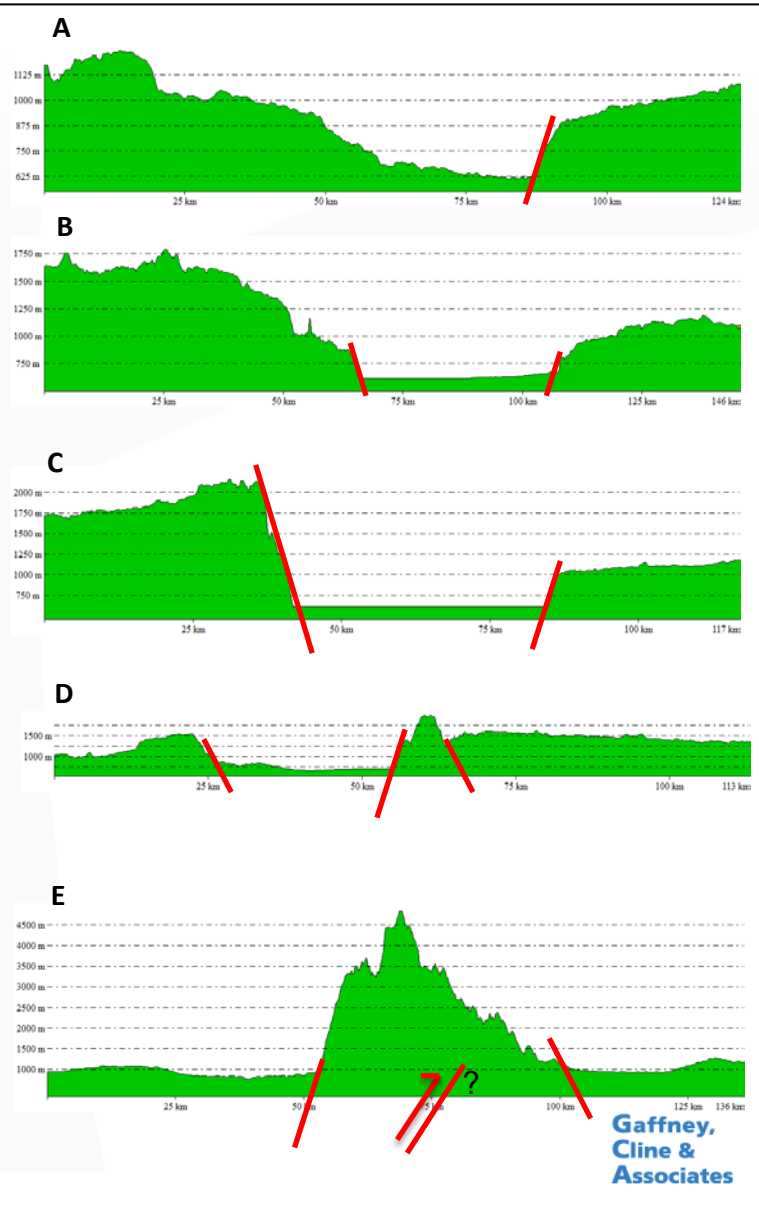 A
1125 m
1000 m
875 m
750 m
625 m
25 km 50 km 75 km 100 km 124 km
B
1750 m
1500 m
1250 m
1000 m
750 m
25 km 50 km 75 km 100 km 125 km 146 km
C
2000 m
1750 m
1500 m
1250 m
1000 m
750 m
25 km 50 km 75 km 100 km 117 km
D
1500 m
1000 m
25 km 50 km 75 km 100 km 113 km
E
4500 m
4000 m
3500 m
3000 m
2500 m
2000 m
1500 m
1000 m
?
25 km 50 km 75 km 100 km 125 km 136 km
Gaffney,
Cline &
Associates